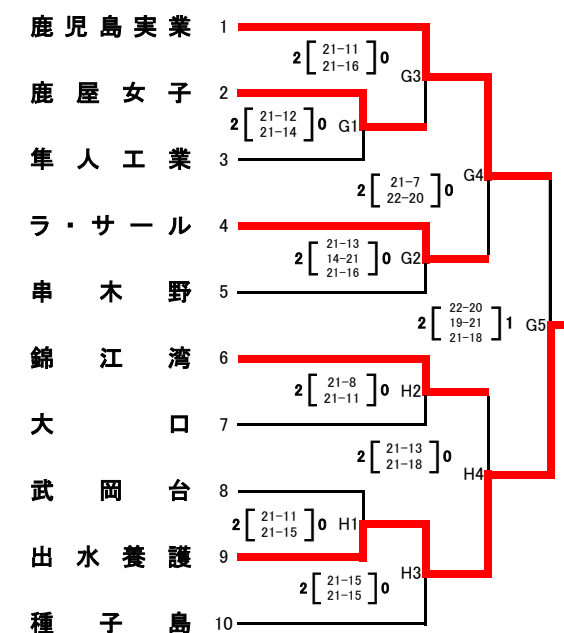 鹿児島実業 1
2 21-11 0
21-16
G3
鹿屋女子 2
2 21-12 0 G1
21-14
隼人工業 3
G4
2 21-7 0
22-20
ラ・サール 4
2 21-13 0 G2
14-21
21-16
串木野 5
2 22-20 1 G5
19-21
21-18
錦江湾 6
2 21-8 0 H2
21-11
大口 7
2 21-13 0
21-18
H4
武岡台 8
2 21-11 0 H1
21-15
出水養護 9
2 21-15 0 H3
21-15
種子島 10